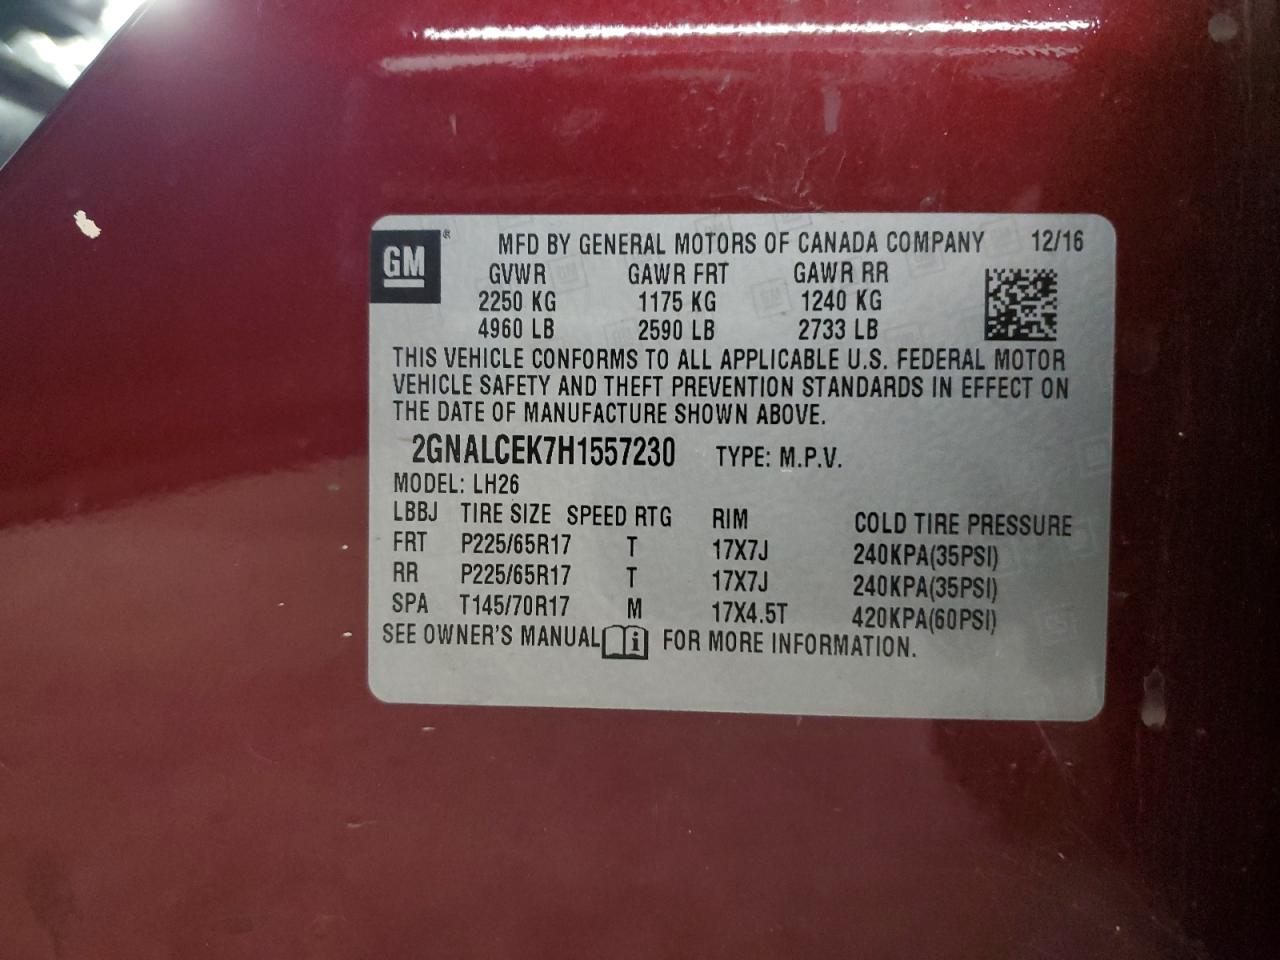 GM® MFD BY GENERAL MOTORS OF CANADA COMPANY 12/16
GVWR GAWR FRT GAWR RR
2250 KG 1175 KG 1240 KG
4960 LB 2590 LB 2733 LB
THIS VEHICLE CONFORMS TO ALL APPLICABLE U.S. FEDERAL MOTOR
VEHICLE SAFETY AND THEFT PREVENTION STANDARDS IN EFFECT ON
THE DATE OF MANUFACTURE SHOWN ABOVE.
2GNALCEK7H1557230 TYPE: M.P.V.
MODEL: LH26
LBBJ TIRE SIZE SPEED RTG RIM COLD TIRE PRESSURE
FRT P225/65R17 T 17X7J 240KPA(35PSI)
RR P225/65R17 T 17X7J 240KPA(35PSI)
SPA T145/70R17 M 17X4.5T 420KPA(60PSI)
SEE OWNER'S MANUAL i FOR MORE INFORMATION.